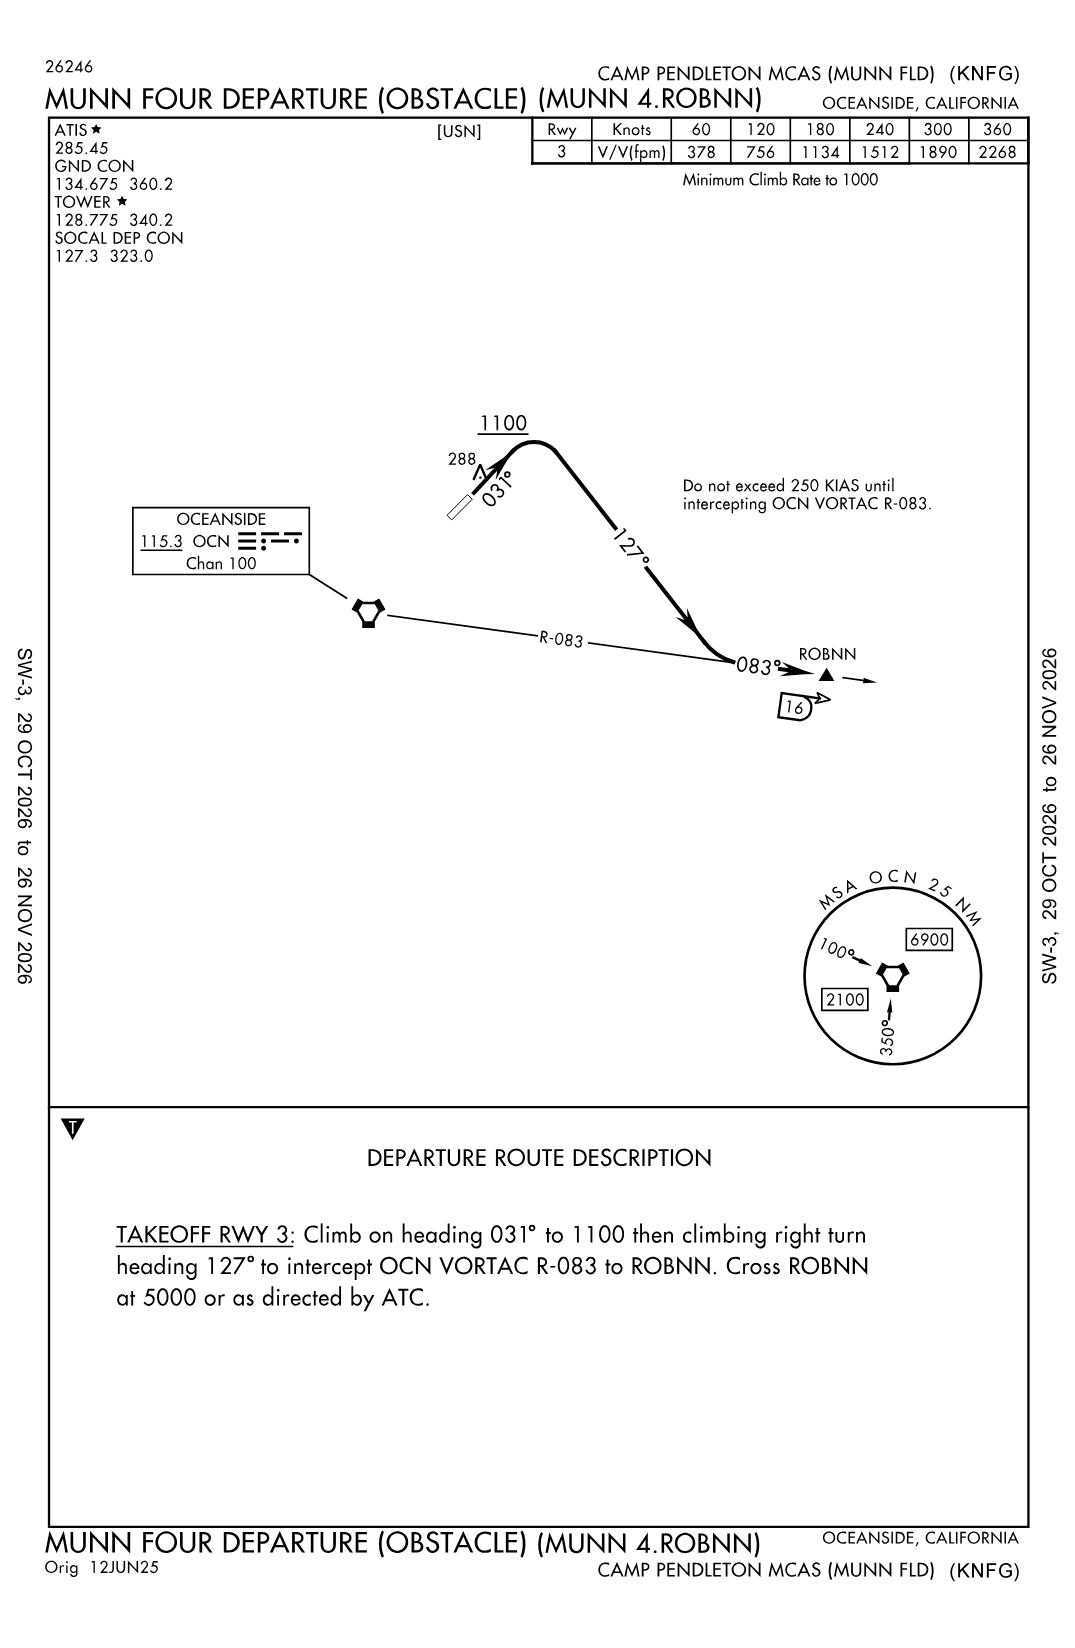 26246
CAMP PENDLETON MCAS (MUNN FLD) (KNFG)
MUNN FOUR DEPARTURE (OBSTACLE) (MUNN 4.ROBNN)
OCEANSIDE, CALIFORNIA
ATIS ★
285.45
GND CON
134.675 360.2
TOWER ★
128.775 340.2
SOCAL DEP CON
127.3 323.0
[USN]
Rwy Knots 60 120 180 240 300 360
3 V/V(fpm) 378 756 1134 1512 1890 2268
Minimum Climb Rate to 1000
1100
288
031°
Do not exceed 250 KIAS until
intercepting OCN VORTAC R-083.
OCEANSIDE
115.3 OCN
Chan 100
127°
R-083
083°
ROBNN
16
SW-3, 29 OCT 2026 to 26 NOV 2026
SW-3, 29 OCT 2026 to 26 NOV 2026
MSA OCN 25 NM
100°
6900
2100
350°
T
DEPARTURE ROUTE DESCRIPTION
TAKEOFF RWY 3: Climb on heading 031° to 1100 then climbing right turn
heading 127° to intercept OCN VORTAC R-083 to ROBNN. Cross ROBNN
at 5000 or as directed by ATC.
MUNN FOUR DEPARTURE (OBSTACLE) (MUNN 4.ROBNN)
OCEANSIDE, CALIFORNIA
Orig 12JUN25
CAMP PENDLETON MCAS (MUNN FLD) (KNFG)